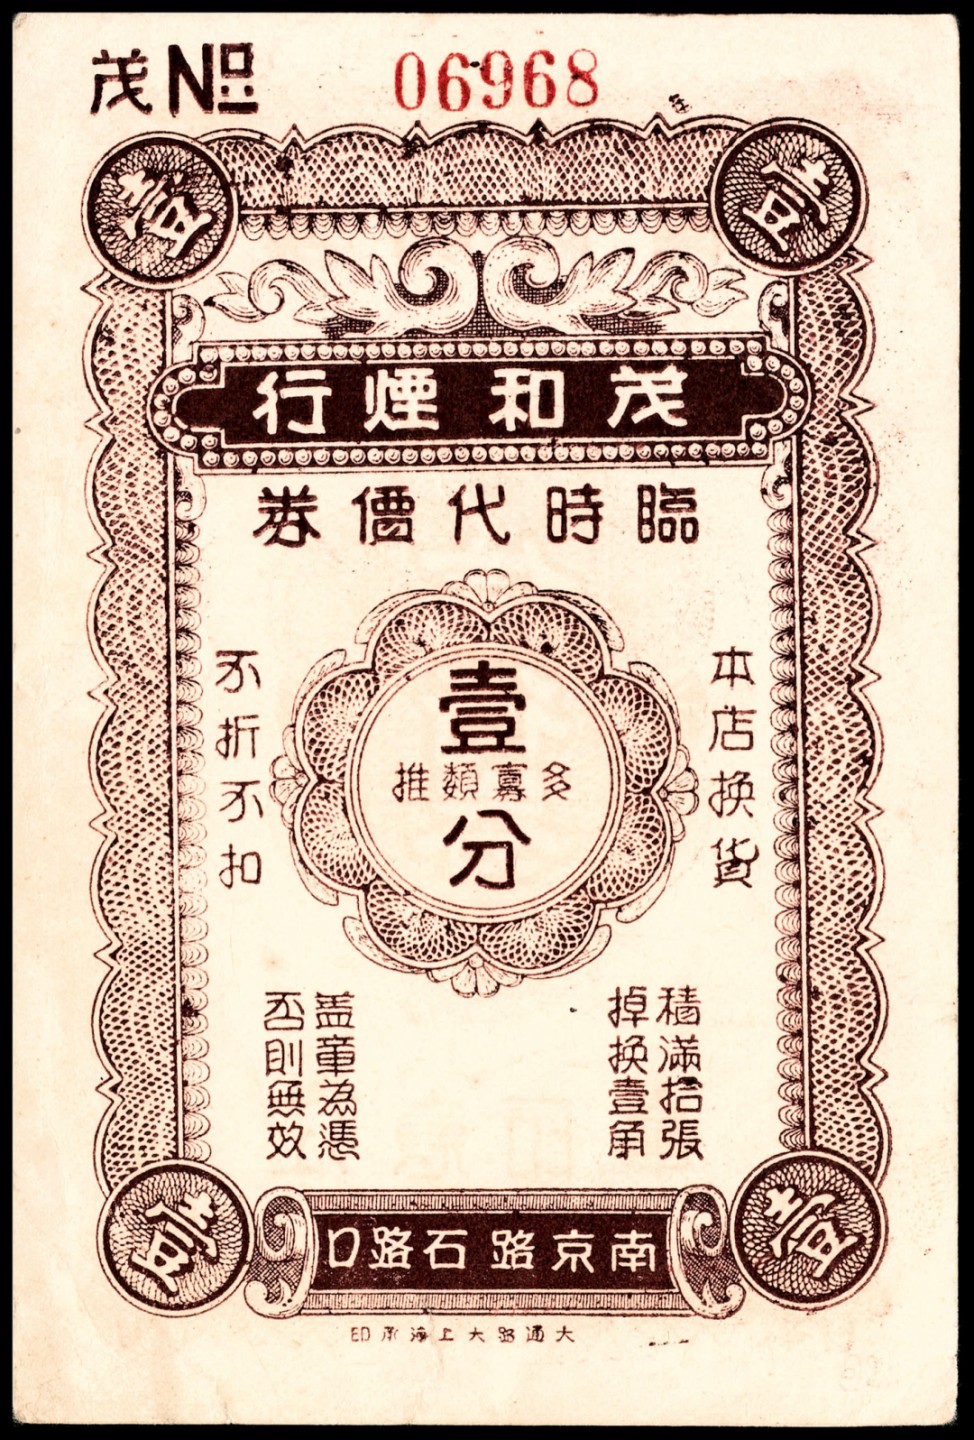 茂 No 06968
壹 壹
茂和煙行
臨時代價券
本店換貨
不折不扣
壹
多寡類推
分
積滿拾張
掉換壹角
蓋章為憑
否則無效
壹 壹
南京路石路口
大通路大上海承印